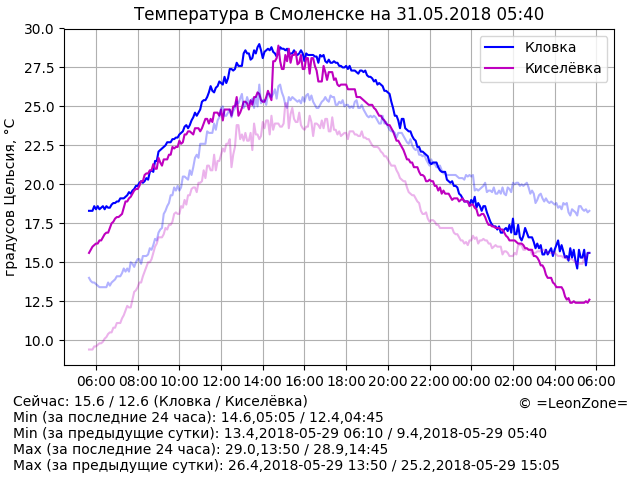 Температура в Смоленске на 31.05.2018 05:40
градусов Цельсия, °C
30.0
27.5
25.0
22.5
20.0
17.5
15.0
12.5
10.0
Кловка
Киселёвка
06:00 08:00 10:00 12:00 14:00 16:00 18:00 20:00 22:00 00:00 02:00 04:00 06:00
Сейчас: 15.6 / 12.6 (Кловка / Киселёвка)
© =LeonZone=
Min (за последние 24 часа): 14.6,05:05 / 12.4,04:45
Min (за предыдущие сутки): 13.4,2018-05-29 06:10 / 9.4,2018-05-29 05:40
Max (за последние 24 часа): 29.0,13:50 / 28.9,14:45
Max (за предыдущие сутки): 26.4,2018-05-29 13:50 / 25.2,2018-05-29 15:05